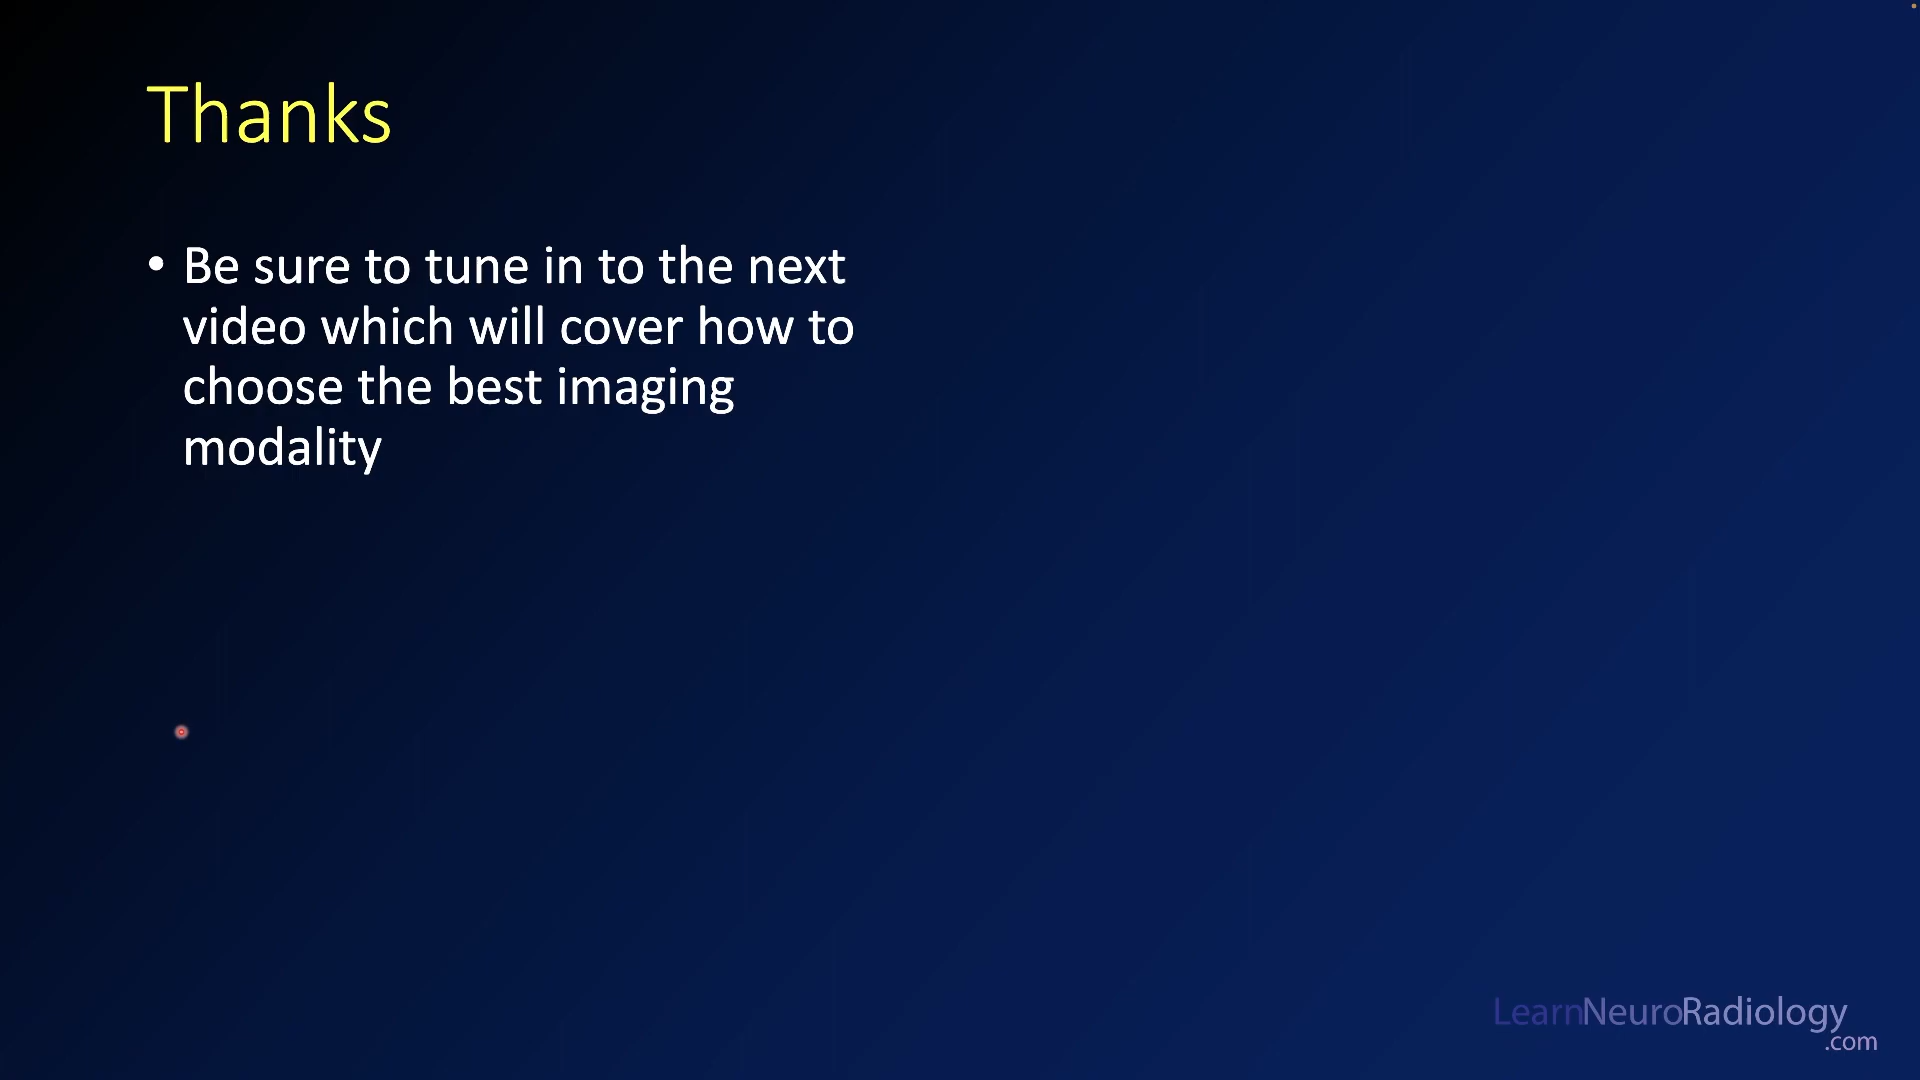 Thanks
• Be sure to tune in to the next
video which will cover how to
choose the best imaging
modality
LearnNeuroRadiology
.com